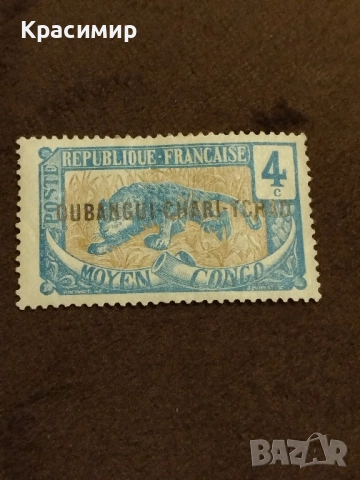 Красимир
REPUBLIQUE·FRANÇAISE
POSTE
4
c
OUBANGUI-CHARI-TCHAD
MOYEN CONGO
BAZAR